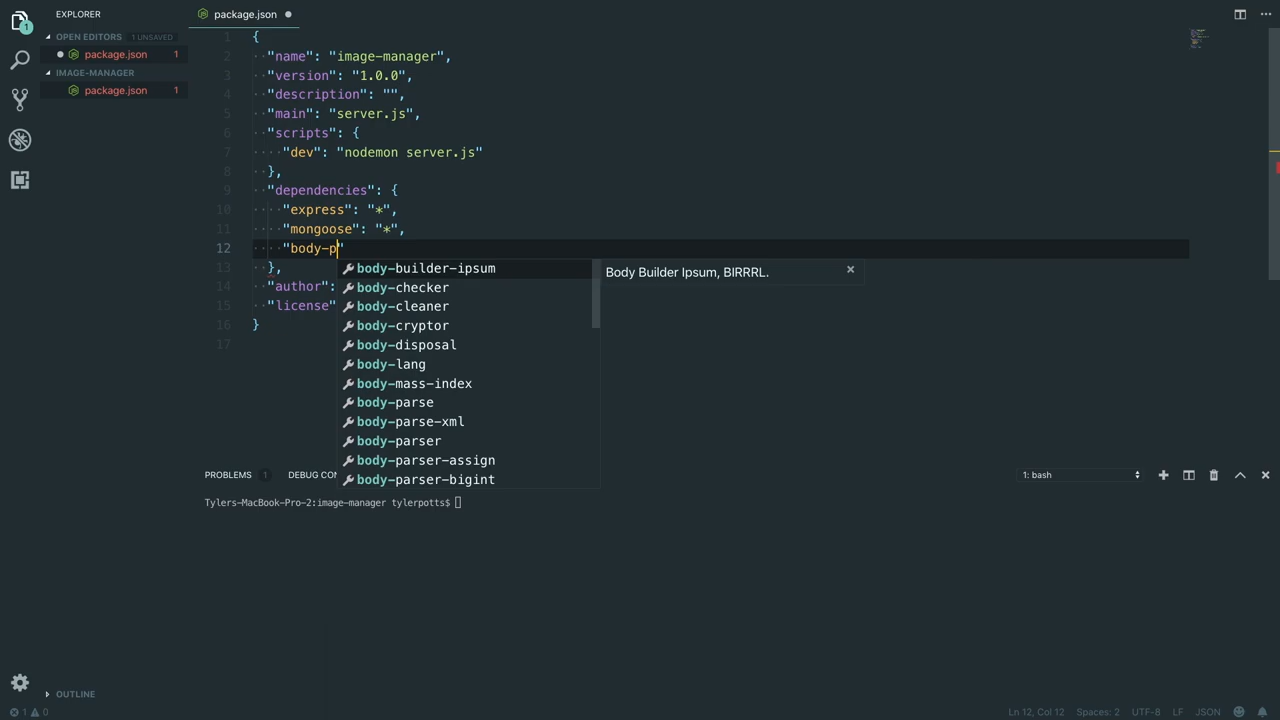 EXPLORER
package.json
OPEN EDITORS 1 UNSAVED
package.json 1
IMAGE-MANAGER
package.json 1
1
1 {
2 "name": "image-manager",
3 "version": "1.0.0",
4 "description": "",
5 "main": "server.js",
6 "scripts": {
7 "dev": "nodemon server.js"
8 },
9 "dependencies": {
10 "express": "*",
11 "mongoose": "*",
12 "body-p"
13 },
14 "author":
15 "license"
16 }
17
body-builder-ipsum
Body Builder Ipsum, BIRRRL.
body-checker
body-cleaner
body-cryptor
body-disposal
body-lang
body-mass-index
body-parse
body-parse-xml
body-parser
body-parser-assign
body-parser-bigint
PROBLEMS 1 DEBUG CON
1: bash
Tylers-MacBook-Pro-2:image-manager tylerpotts$
OUTLINE
1 0
Ln 12, Col 12 Spaces: 2 UTF-8 LF JSON